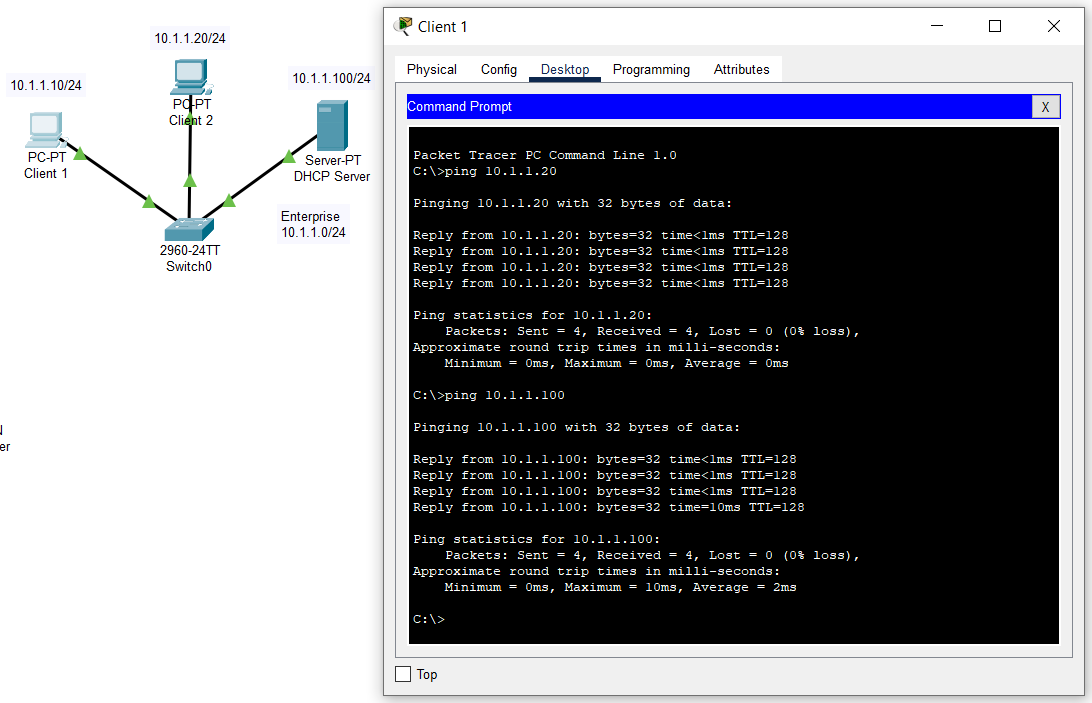 10.1.1.20/24
10.1.1.10/24
10.1.1.100/24
PC-PT
Client 2
PC-PT
Client 1
Server-PT
DHCP Server
Enterprise
10.1.1.0/24
2960-24TT
Switch0
er
Client 1
Physical Config Desktop Programming Attributes
Command Prompt
X
Packet Tracer PC Command Line 1.0
C:\>ping 10.1.1.20
Pinging 10.1.1.20 with 32 bytes of data:
Reply from 10.1.1.20: bytes=32 time<1ms TTL=128
Reply from 10.1.1.20: bytes=32 time<1ms TTL=128
Reply from 10.1.1.20: bytes=32 time<1ms TTL=128
Reply from 10.1.1.20: bytes=32 time<1ms TTL=128
Ping statistics for 10.1.1.20:
Packets: Sent = 4, Received = 4, Lost = 0 (0% loss),
Approximate round trip times in milli-seconds:
Minimum = 0ms, Maximum = 0ms, Average = 0ms
C:\>ping 10.1.1.100
Pinging 10.1.1.100 with 32 bytes of data:
Reply from 10.1.1.100: bytes=32 time<1ms TTL=128
Reply from 10.1.1.100: bytes=32 time<1ms TTL=128
Reply from 10.1.1.100: bytes=32 time<1ms TTL=128
Reply from 10.1.1.100: bytes=32 time=10ms TTL=128
Ping statistics for 10.1.1.100:
Packets: Sent = 4, Received = 4, Lost = 0 (0% loss),
Approximate round trip times in milli-seconds:
Minimum = 0ms, Maximum = 10ms, Average = 2ms
C:\>
Top